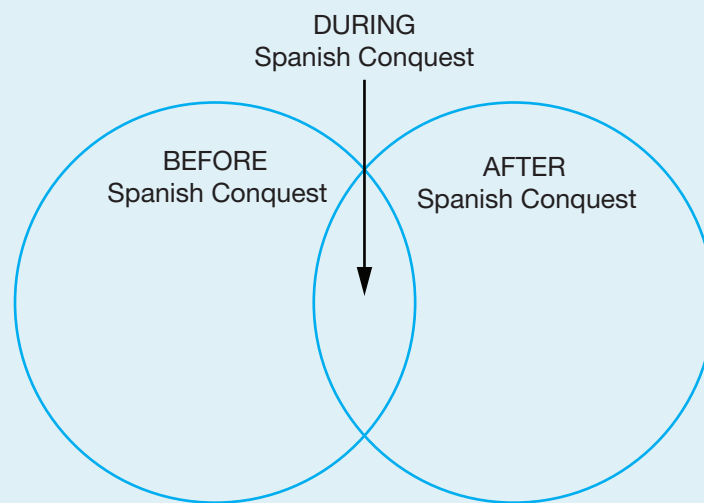 DURING
Spanish Conquest
BEFORE
Spanish Conquest
AFTER
Spanish Conquest